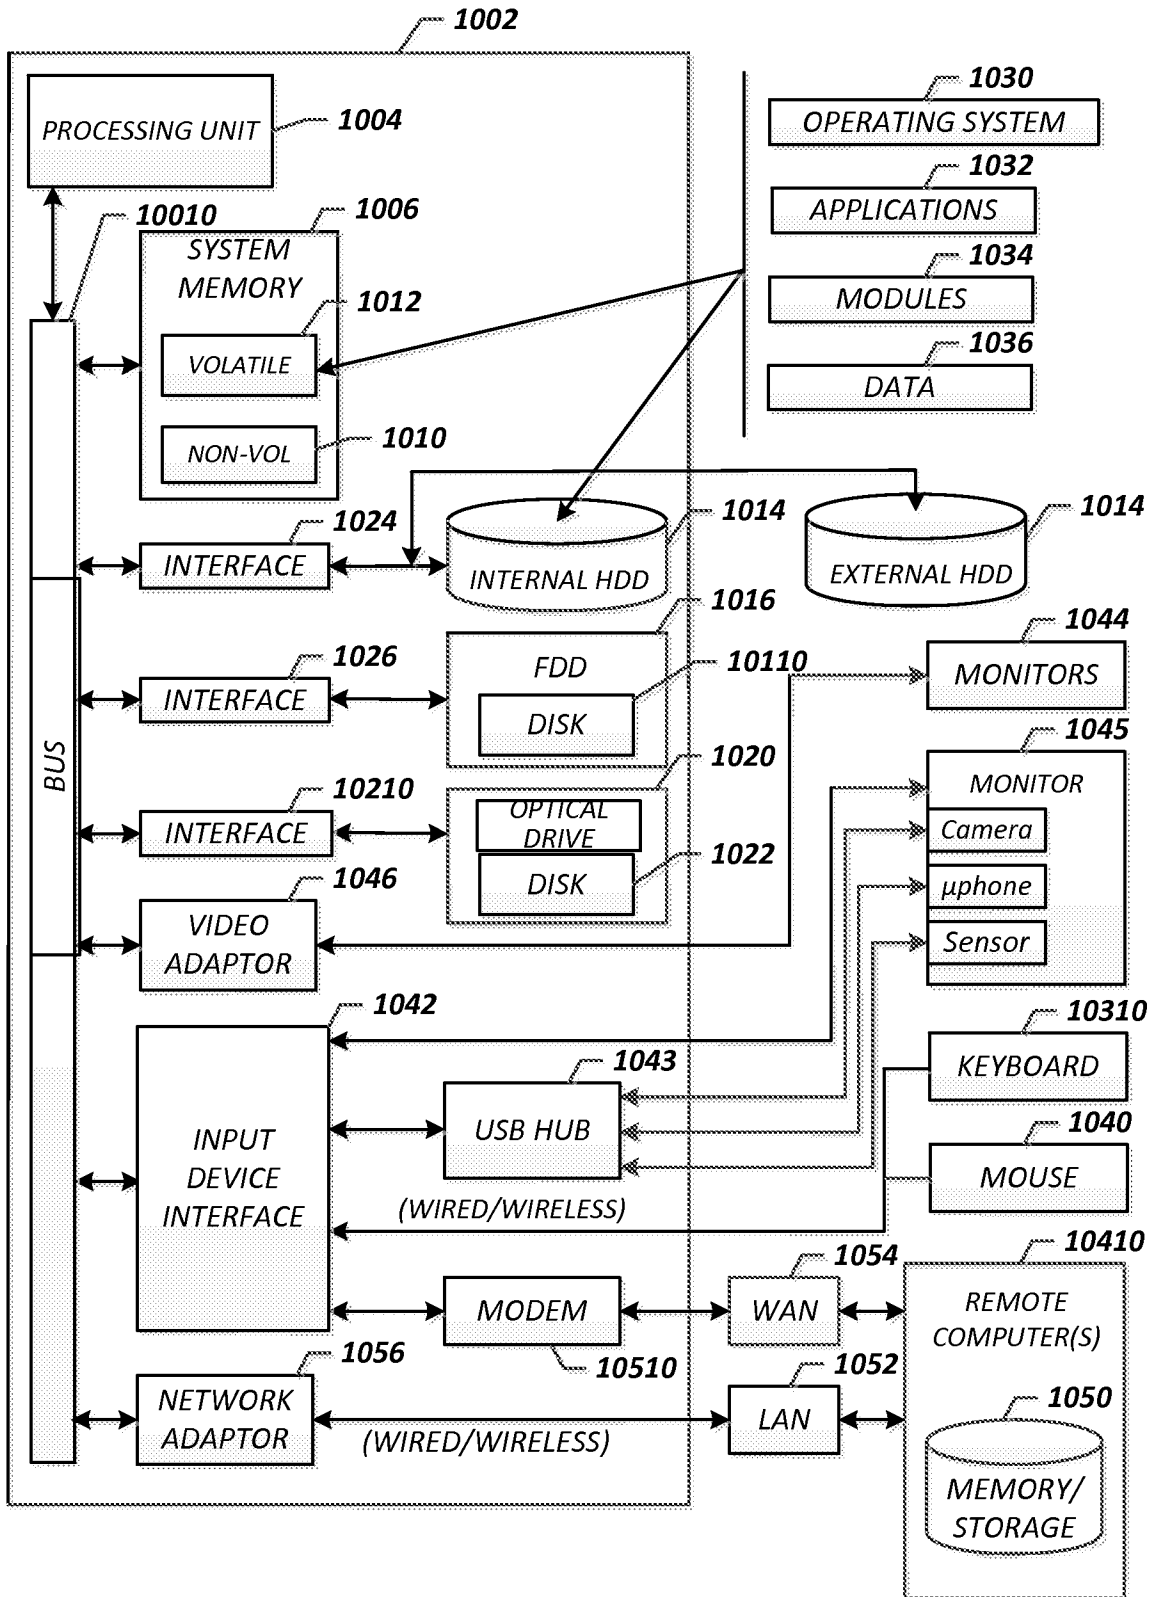 1002
PROCESSING UNIT
1004
10010
1006
SYSTEM
MEMORY
1012
VOLATILE
1010
NON-VOL
1030
OPERATING SYSTEM
1032
APPLICATIONS
1034
MODULES
1036
DATA
1024
INTERFACE
1014
INTERNAL HDD
1014
EXTERNAL HDD
1016
1026
INTERFACE
FDD
10110
DISK
1044
MONITORS
BUS
1020
10210
INTERFACE
OPTICAL
DRIVE
1022
DISK
1045
MONITOR
Camera
µphone
Sensor
1046
VIDEO
ADAPTOR
1042
INPUT
DEVICE
INTERFACE
1043
USB HUB
10310
KEYBOARD
1040
MOUSE
(WIRED/WIRELESS)
MODEM
10510
1054
WAN
10410
REMOTE
COMPUTER(S)
1056
NETWORK
ADAPTOR
(WIRED/WIRELESS)
1052
LAN
1050
MEMORY/
STORAGE